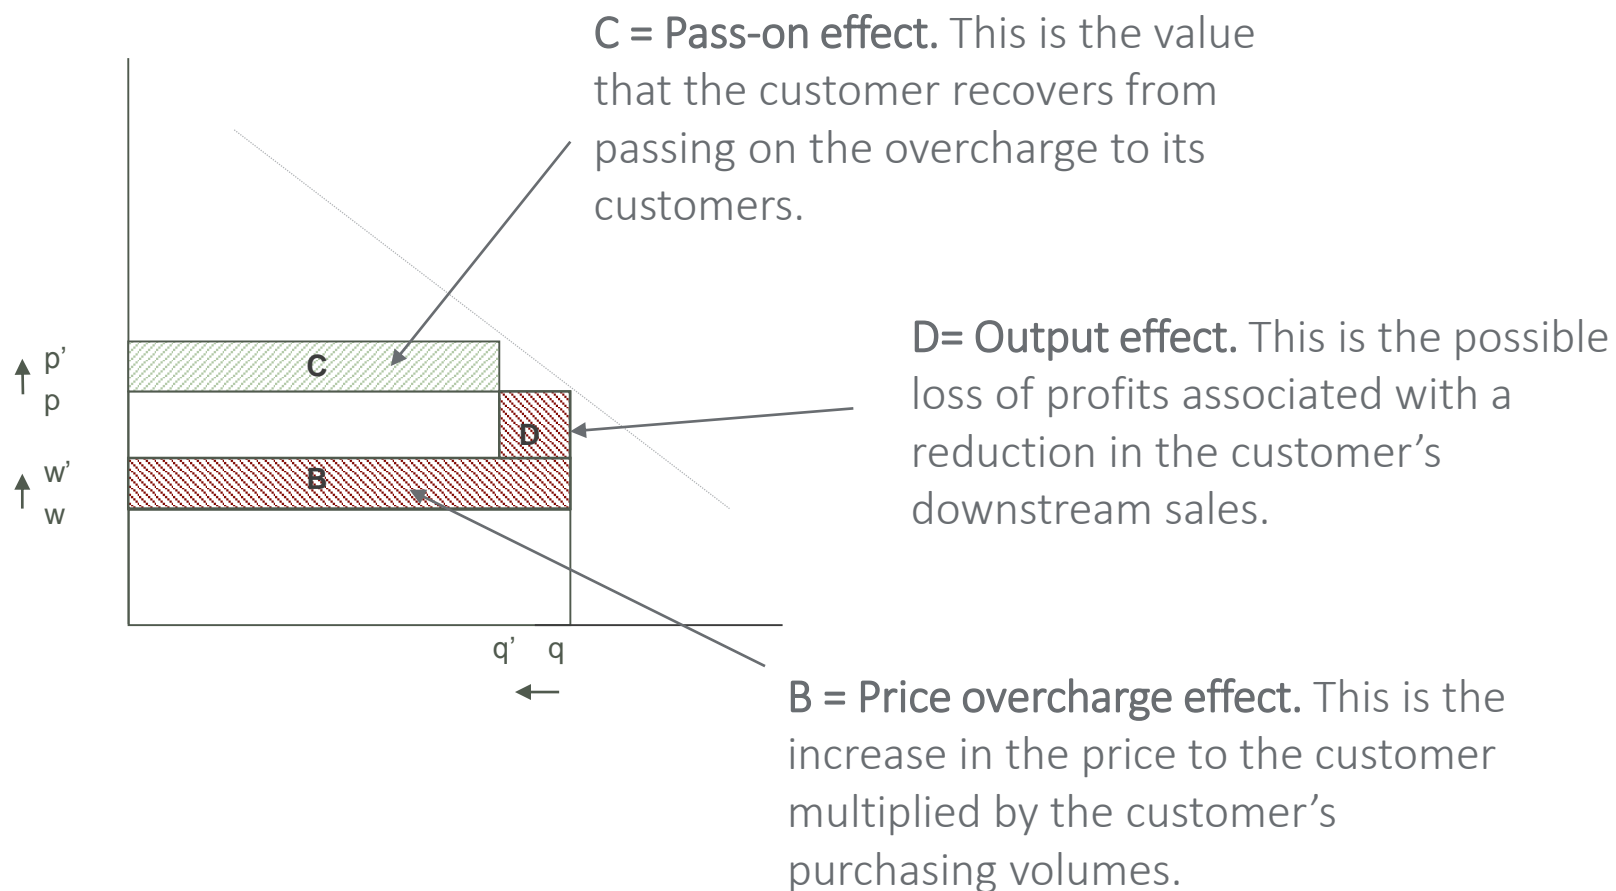 C = Pass-on effect. This is the value
that the customer recovers from
passing on the overcharge to its
customers.
D= Output effect. This is the possible
loss of profits associated with a
reduction in the customer’s
downstream sales.
p’
C
p
D
w’
B
w
q’ q
B = Price overcharge effect. This is the
increase in the price to the customer
multiplied by the customer’s
purchasing volumes.